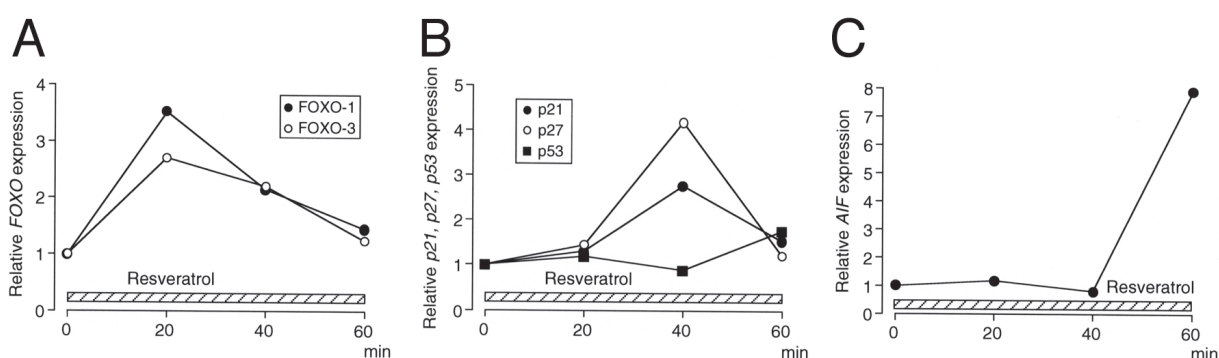 A
Relative FOXO expression
4
3
2
1
0
FOXO-1
FOXO-3
Resveratrol
0
20
40
60
min
B
Relative p21, p27, p53 expression
5
4
3
2
1
0
p21
p27
p53
Resveratrol
0
20
40
60
min
C
Relative AIF expression
8
7
6
5
4
3
2
1
0
Resveratrol
0
20
40
60
min